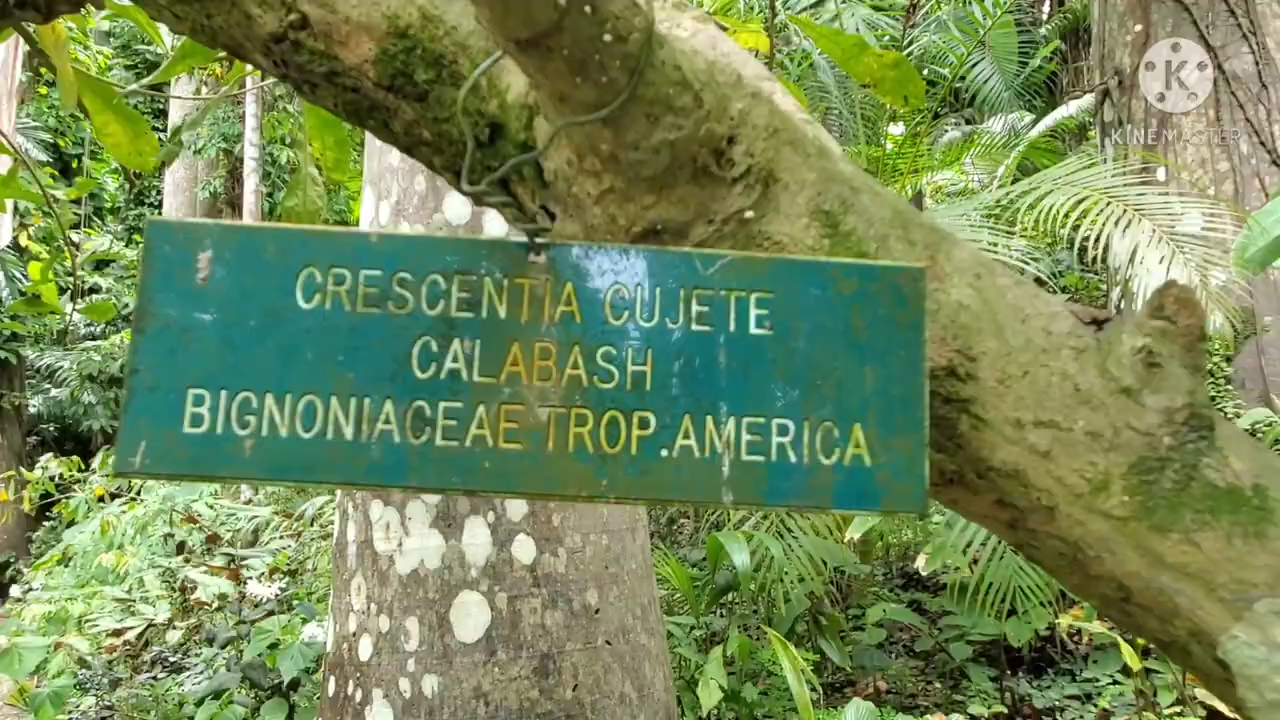 K
KINEMASTER
CRESCENTIA CUJETE
CALABASH
BIGNONIACEAE TROP.AMERICA